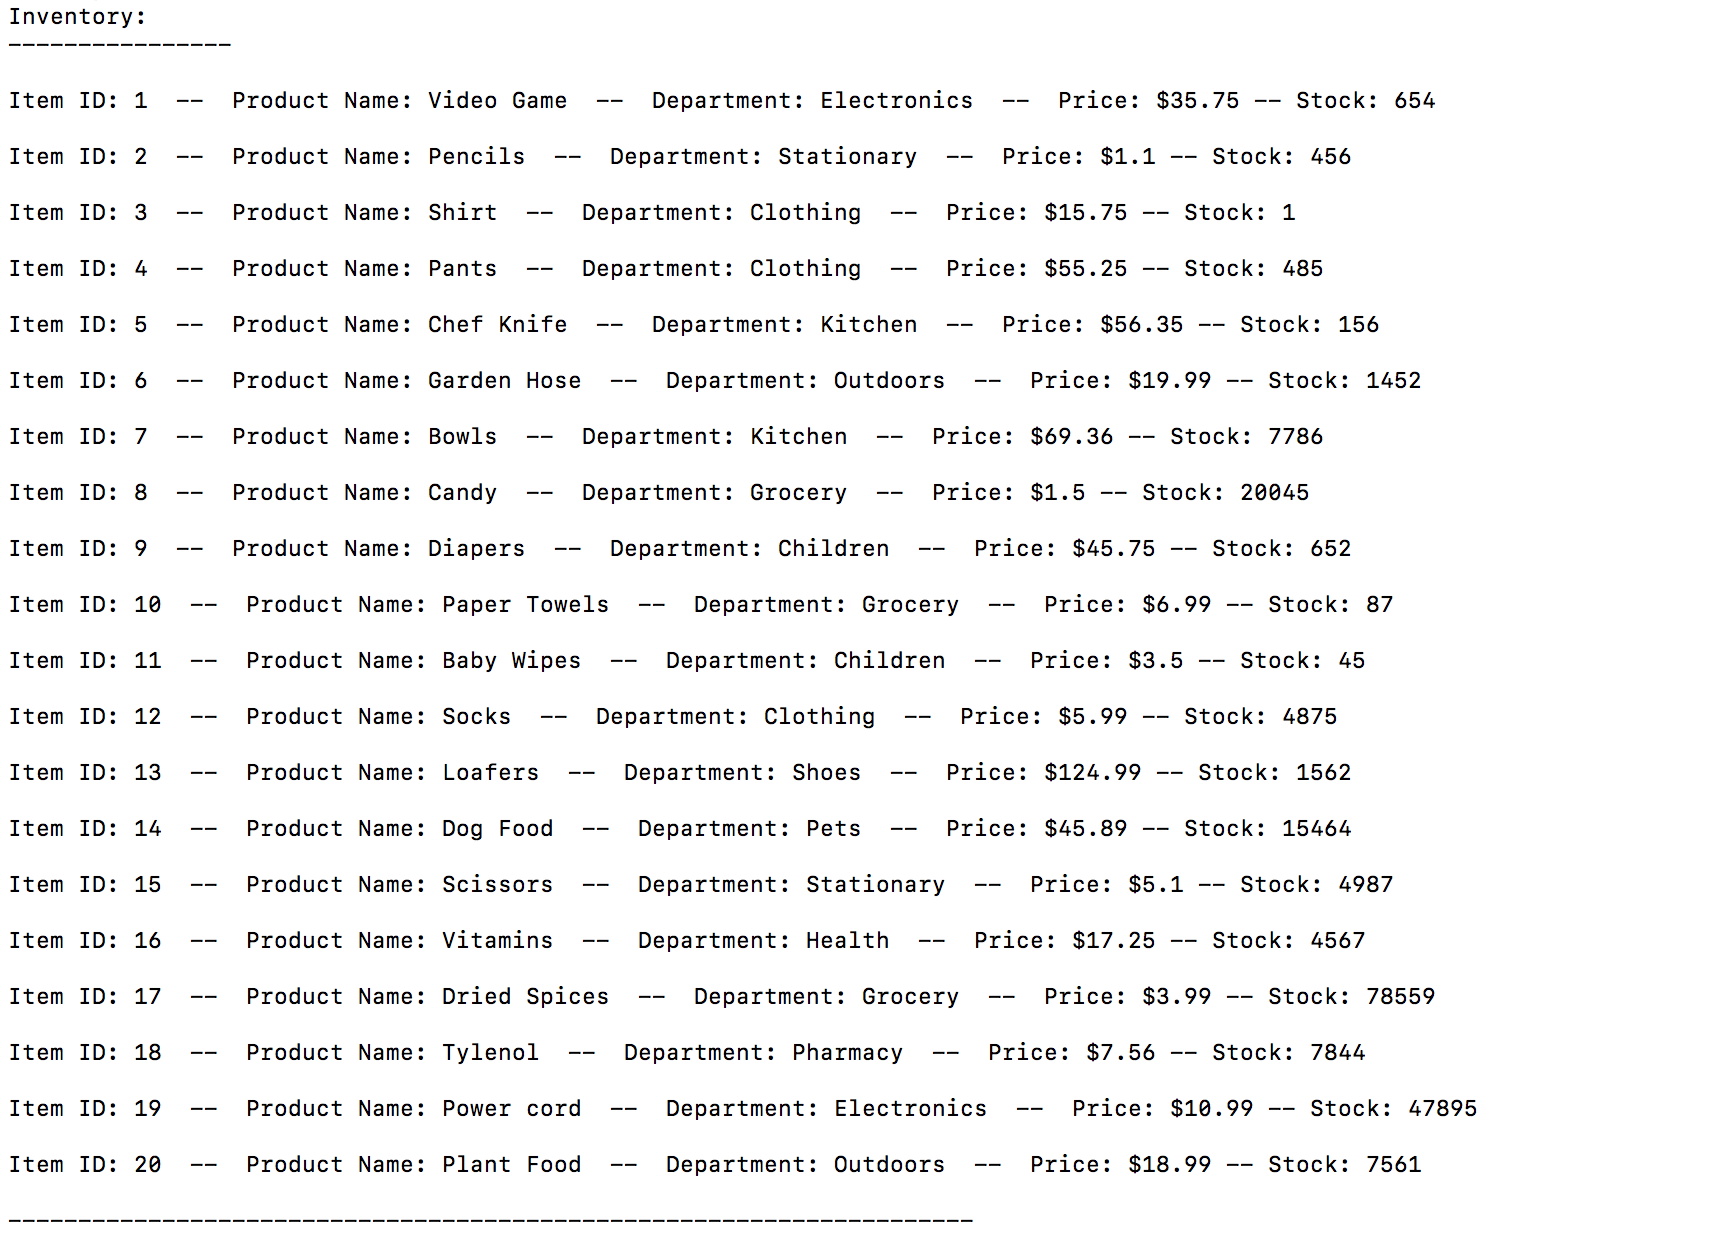 Inventory:
----------------
Item ID: 1  --  Product Name: Video Game  --  Department: Electronics  --  Price: $35.75 -- Stock: 654
Item ID: 2  --  Product Name: Pencils  --  Department: Stationary  --  Price: $1.1 -- Stock: 456
Item ID: 3  --  Product Name: Shirt  --  Department: Clothing  --  Price: $15.75 -- Stock: 1
Item ID: 4  --  Product Name: Pants  --  Department: Clothing  --  Price: $55.25 -- Stock: 485
Item ID: 5  --  Product Name: Chef Knife  --  Department: Kitchen  --  Price: $56.35 -- Stock: 156
Item ID: 6  --  Product Name: Garden Hose  --  Department: Outdoors  --  Price: $19.99 -- Stock: 1452
Item ID: 7  --  Product Name: Bowls  --  Department: Kitchen  --  Price: $69.36 -- Stock: 7786
Item ID: 8  --  Product Name: Candy  --  Department: Grocery  --  Price: $1.5 -- Stock: 20045
Item ID: 9  --  Product Name: Diapers  --  Department: Children  --  Price: $45.75 -- Stock: 652
Item ID: 10  --  Product Name: Paper Towels  --  Department: Grocery  --  Price: $6.99 -- Stock: 87
Item ID: 11  --  Product Name: Baby Wipes  --  Department: Children  --  Price: $3.5 -- Stock: 45
Item ID: 12  --  Product Name: Socks  --  Department: Clothing  --  Price: $5.99 -- Stock: 4875
Item ID: 13  --  Product Name: Loafers  --  Department: Shoes  --  Price: $124.99 -- Stock: 1562
Item ID: 14  --  Product Name: Dog Food  --  Department: Pets  --  Price: $45.89 -- Stock: 15464
Item ID: 15  --  Product Name: Scissors  --  Department: Stationary  --  Price: $5.1 -- Stock: 4987
Item ID: 16  --  Product Name: Vitamins  --  Department: Health  --  Price: $17.25 -- Stock: 4567
Item ID: 17  --  Product Name: Dried Spices  --  Department: Grocery  --  Price: $3.99 -- Stock: 78559
Item ID: 18  --  Product Name: Tylenol  --  Department: Pharmacy  --  Price: $7.56 -- Stock: 7844
Item ID: 19  --  Product Name: Power cord  --  Department: Electronics  --  Price: $10.99 -- Stock: 47895
Item ID: 20  --  Product Name: Plant Food  --  Department: Outdoors  --  Price: $18.99 -- Stock: 7561
---------------------------------------------------------------------